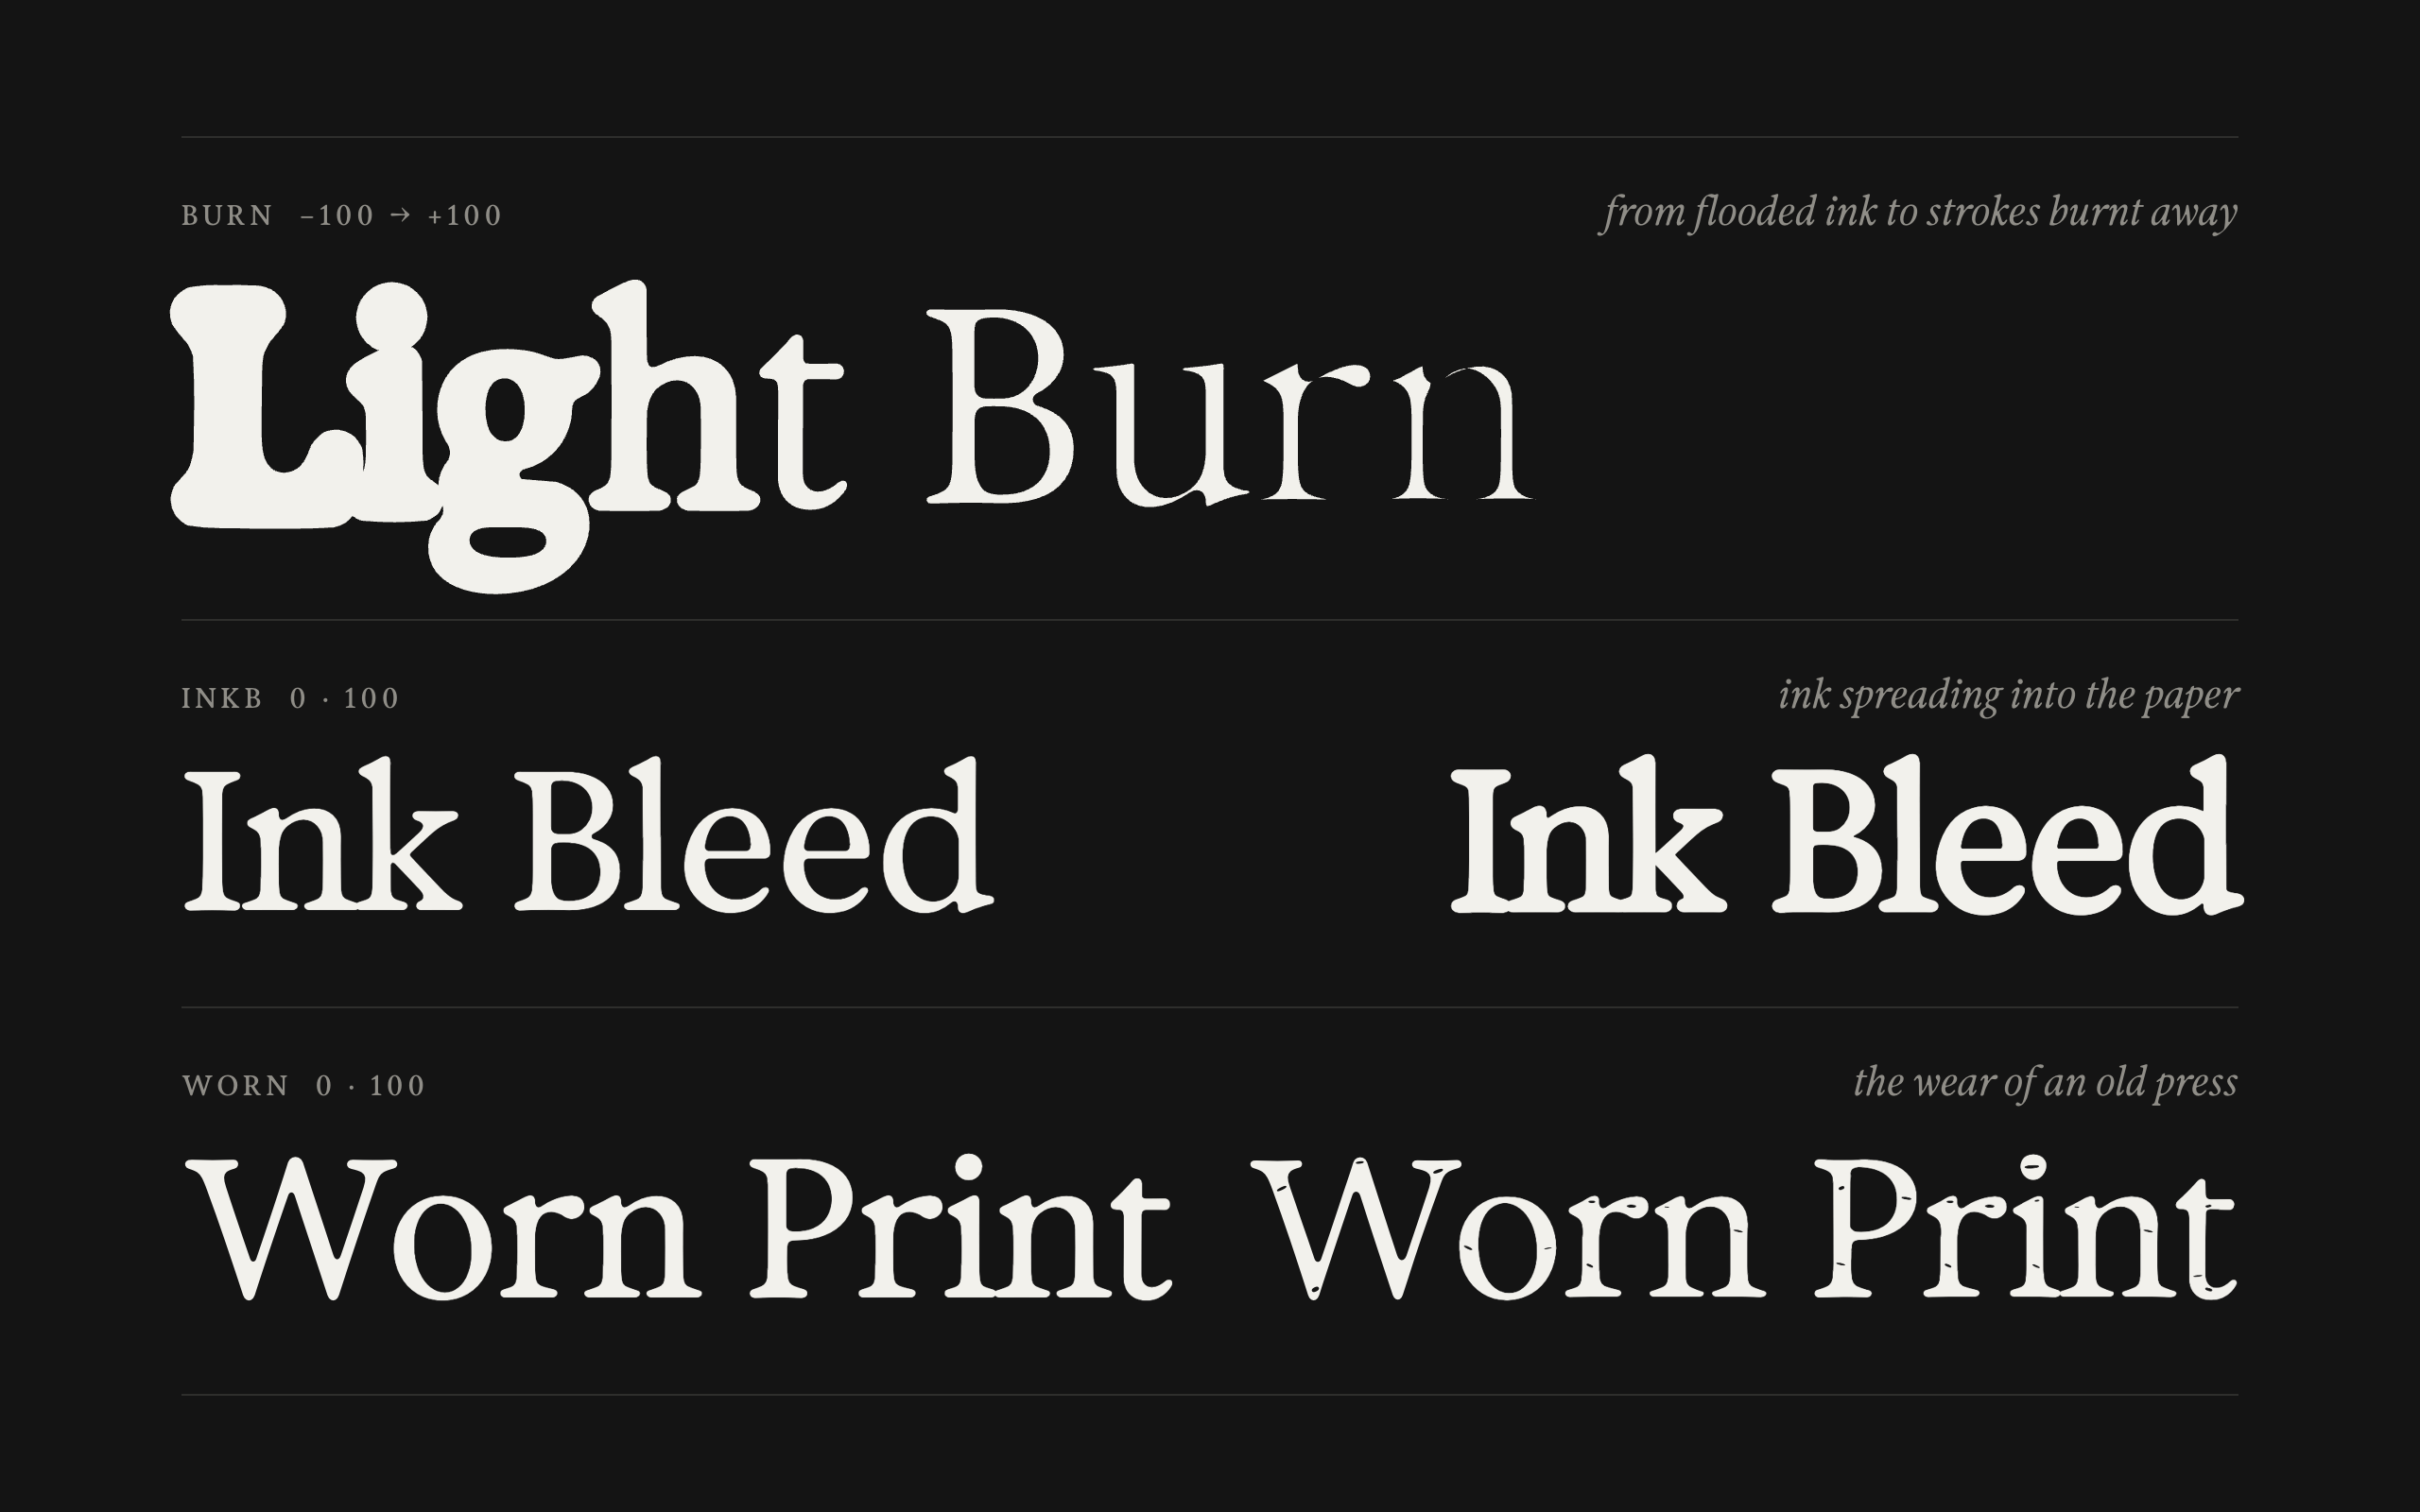 BURN –100 → +100 from flooded ink to strokes burnt away
Light Burn
INKB 0 · 100 ink spreading into the paper
Ink Bleed Ink Bleed
WORN 0 · 100 the wear of an old press
Worn Print Worn Print